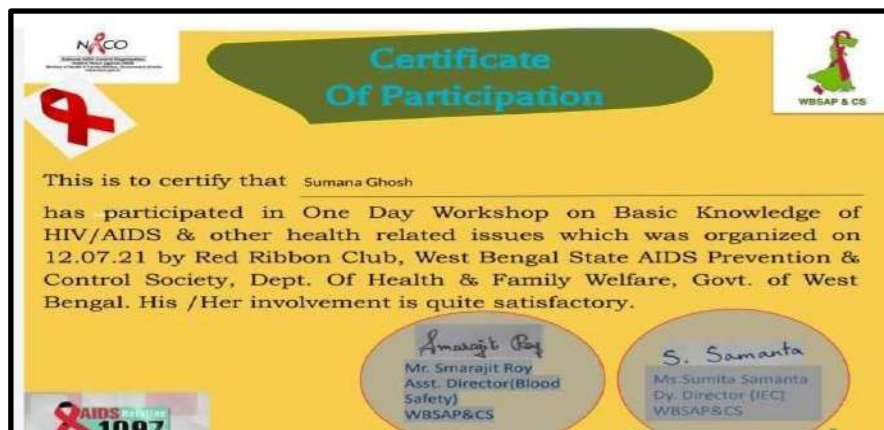 NACO
Certificate
Of Participation
WBSAP & CS
This is to certify that Sumana Ghosh
has participated in One Day Workshop on Basic Knowledge of
HIV/AIDS & other health related issues which was organized on
12.07.21 by Red Ribbon Club, West Bengal State AIDS Prevention &
Control Society, Dept. Of Health & Family Welfare, Govt. of West
Bengal. His /Her involvement is quite satisfactory.
Smarajit Roy
Mr. Smarajit Roy
Asst. Director(Blood
Safety)
WBSAP&CS
S. Samanta
Ms.Sumita Samanta
Dy. Director (IEC)
WBSAP&CS
AIDS Helpline
1097